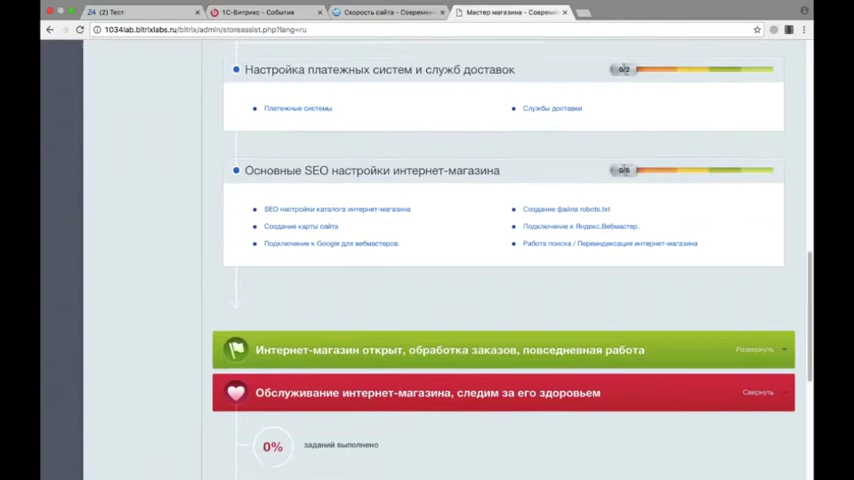 24 (2) Тест
1С-Битрикс - События
Скорость сайта - Современн
Мастер магазина - Соврем
1034lab.bitrixlabs.ru/bitrix/admin/storeassist.php?lang=ru
Настройка платежных систем и служб доставок
0/2
Платежные системы
Службы доставки
Основные SEO настройки интернет-магазина
0/6
SEO настройки каталога интернет-магазина
Создание файла robots.txt
Создание карты сайта
Подключение к Яндекс.Вебмастер.
Подключение к Google для вебмастеров.
Работа поиска / Переиндексация интернет-магазина
Интернет-магазин открыт, обработка заказов, повседневная работа
Развернуть
Обслуживание интернет-магазина, следим за его здоровьем
Свернуть
0%
заданий выполнено